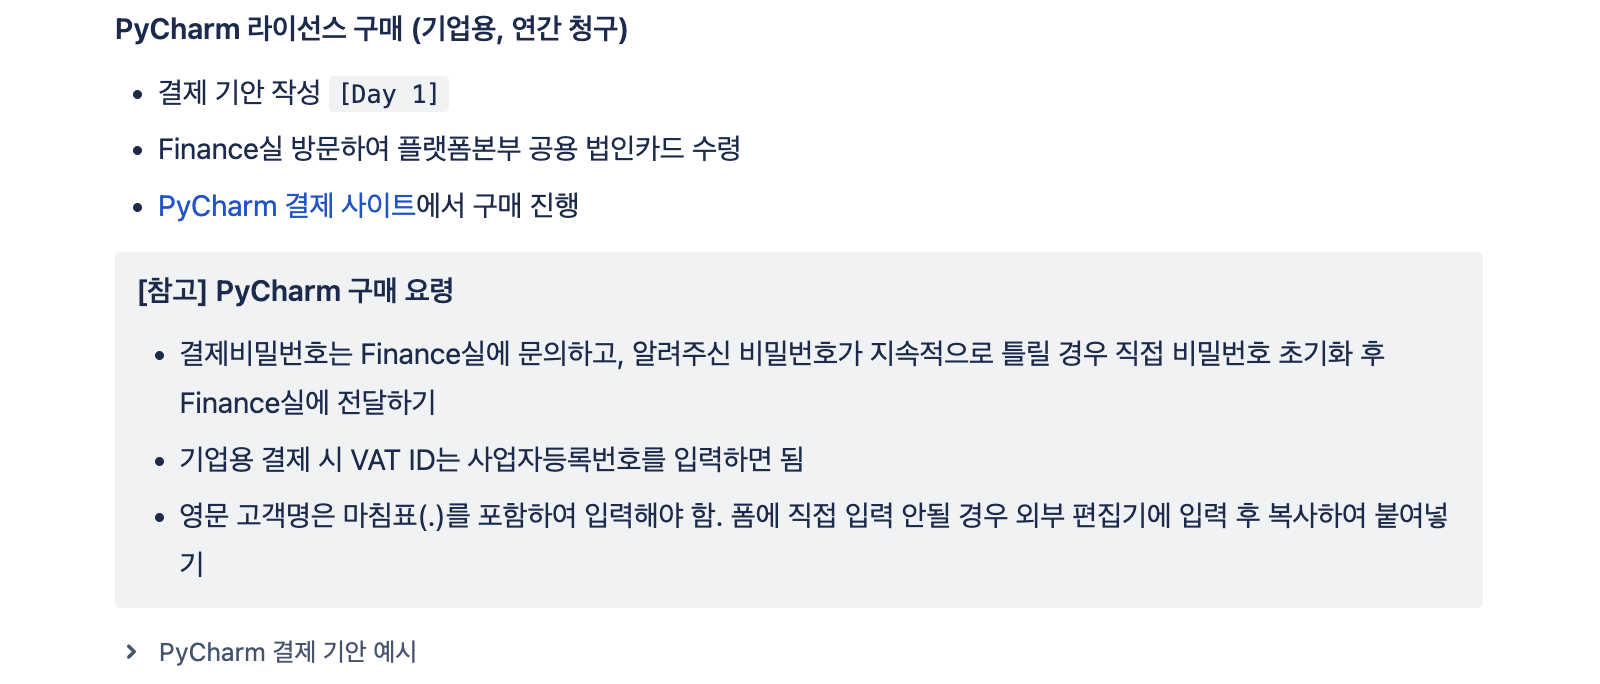 PyCharm 라이선스 구매 (기업용, 연간 청구)
결제 기안 작성 [Day 1]
Finance실 방문하여 플랫폼본부 공용 법인카드 수령
PyCharm 결제 사이트에서 구매 진행
[참고] PyCharm 구매 요령
결제비밀번호는 Finance실에 문의하고, 알려주신 비밀번호가 지속적으로 틀릴 경우 직접 비밀번호 초기화 후
Finance실에 전달하기
기업용 결제 시 VAT ID는 사업자등록번호를 입력하면 됨
영문 고객명은 마침표(.)를 포함하여 입력해야 함. 폼에 직접 입력 안될 경우 외부 편집기에 입력 후 복사하여 붙여넣
기
PyCharm 결제 기안 예시